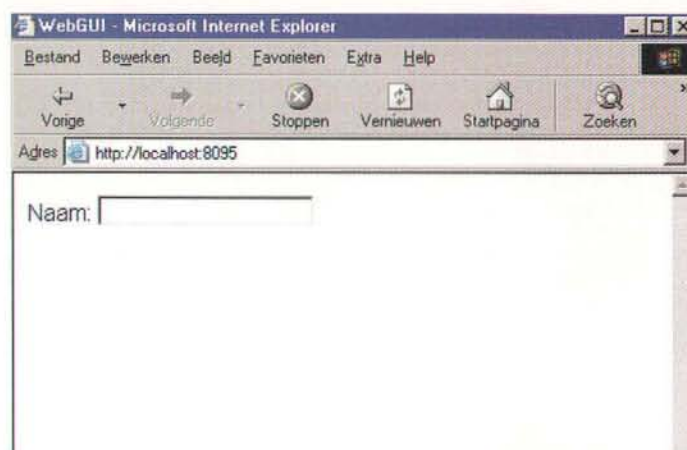 WebGUI - Microsoft Internet Explorer
Bestand Bewerken Beeld Favorieten Extra Help
Vorige Volgende Stoppen Vernieuwen Startpagina Zoeken »
Adres http://localhost:8095
Naam: